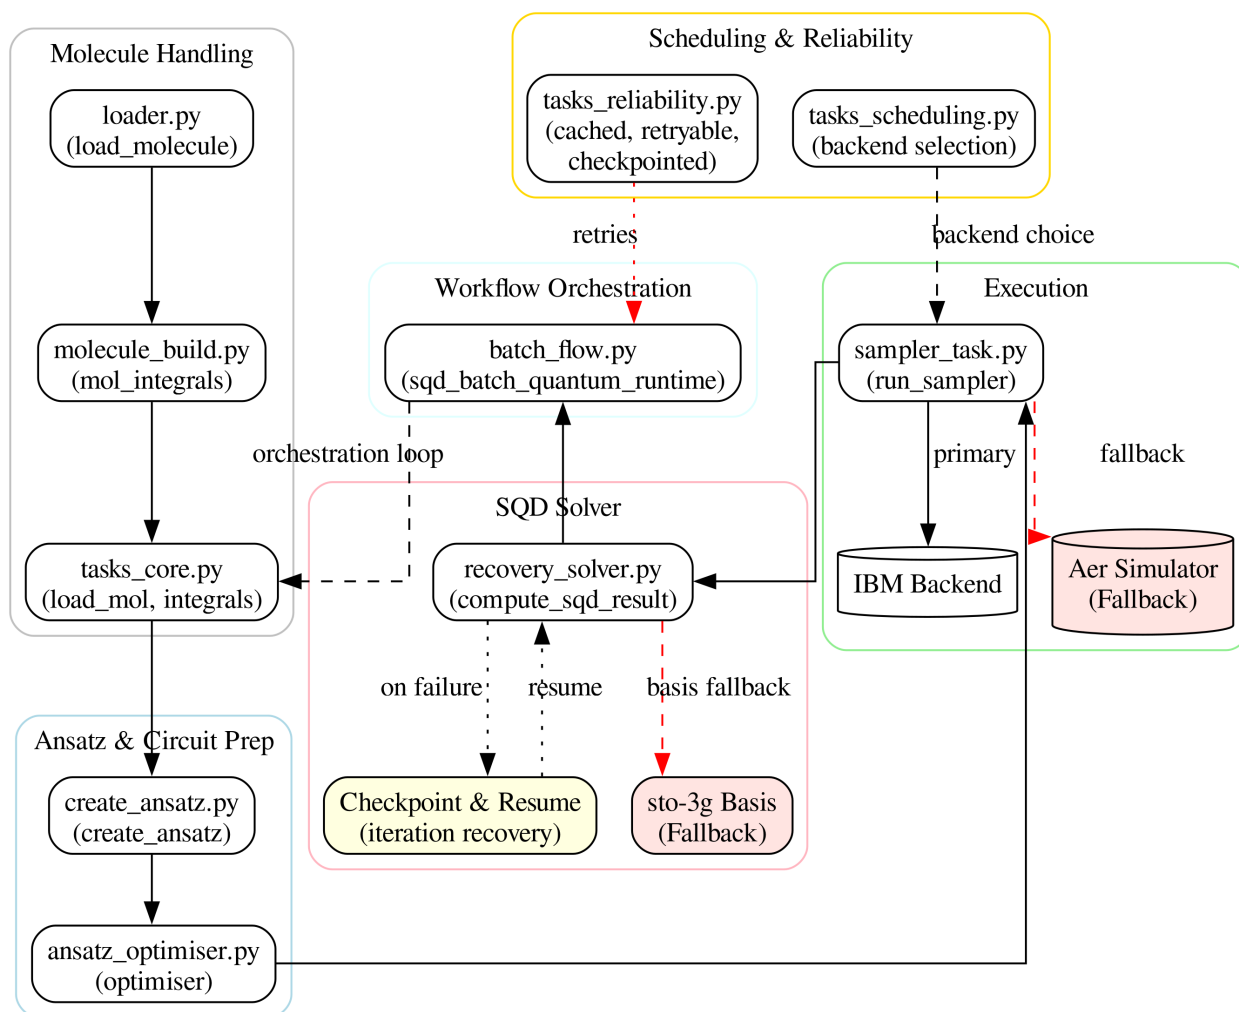 Molecule Handling
loader.py
(load_molecule)
molecule_build.py
(mol_integrals)
tasks_core.py
(load_mol, integrals)
Scheduling & Reliability
tasks_reliability.py
(cached, retryable,
checkpointed)
tasks_scheduling.py
(backend selection)
retries
backend choice
Workflow Orchestration
batch_flow.py
(sqd_batch_quantum_runtime)
orchestration loop
Execution
sampler_task.py
(run_sampler)
primary
fallback
IBM Backend
Aer Simulator
(Fallback)
SQD Solver
recovery_solver.py
(compute_sqd_result)
on failure
resume
basis fallback
Checkpoint & Resume
(iteration recovery)
sto-3g Basis
(Fallback)
Ansatz & Circuit Prep
create_ansatz.py
(create_ansatz)
ansatz_optimiser.py
(optimiser)